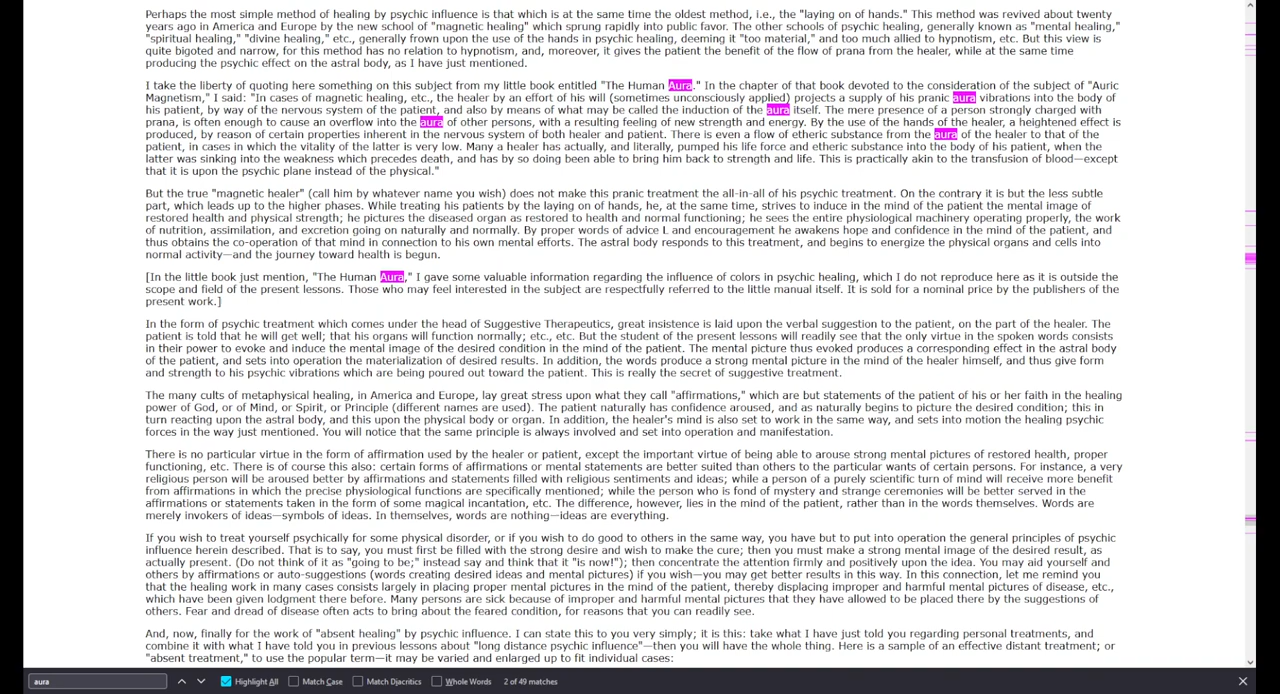 Perhaps the most simple method of healing by psychic influence is that which is at the same time the oldest method, i.e., the "laying on of hands." This method was revived about twenty
years ago in America and Europe by the new school of "magnetic healing" which sprung rapidly into public favor. The other schools of psychic healing, generally known as "mental healing,"
"spiritual healing," "divine healing," etc., generally frown upon the use of the hands in psychic healing, deeming it "too material," and too much allied to hypnotism, etc. But this view is
quite bigoted and narrow, for this method has no relation to hypnotism, and, moreover, it gives the patient the benefit of the flow of prana from the healer, while at the same time
producing the psychic effect on the astral body, as I have just mentioned.
I take the liberty of quoting here something on this subject from my little book entitled "The Human Aura." In the chapter of that book devoted to the consideration of the subject of "Auric
Magnetism," I said: "In cases of magnetic healing, etc., the healer by an effort of his will (sometimes unconsciously applied) projects a supply of his pranic aura vibrations into the body of
his patient, by way of the nervous system of the patient, and also by means of what may be called the induction of the aura itself. The mere presence of a person strongly charged with
prana, is often enough to cause an overflow into the aura of other persons, with a resulting feeling of new strength and energy. By the use of the hands of the healer, a heightened effect is
produced, by reason of certain properties inherent in the nervous system of both healer and patient. There is even a flow of etheric substance from the aura of the healer to that of the
patient, in cases in which the vitality of the latter is very low. Many a healer has actually, and literally, pumped his life force and etheric substance into the body of his patient, when the
latter was sinking into the weakness which precedes death, and has by so doing been able to bring him back to strength and life. This is practically akin to the transfusion of blood—except
that it is upon the psychic plane instead of the physical."
But the true "magnetic healer" (call him by whatever name you wish) does not make this pranic treatment the all-in-all of his psychic treatment. On the contrary it is but the less subtle
part, which leads up to the higher phases. While treating his patients by the laying on of hands, he, at the same time, strives to induce in the mind of the patient the mental image of
restored health and physical strength; he pictures the diseased organ as restored to health and normal functioning; he sees the entire physiological machinery operating properly, the work
of nutrition, assimilation, and excretion going on naturally and normally. By proper words of advice L and encouragement he awakens hope and confidence in the mind of the patient, and
thus obtains the co-operation of that mind in connection to his own mental efforts. The astral body responds to this treatment, and begins to energize the physical organs and cells into
normal activity—and the journey toward health is begun.
[In the little book just mention, "The Human Aura," I gave some valuable information regarding the influence of colors in psychic healing, which I do not reproduce here as it is outside the
scope and field of the present lessons. Those who may feel interested in the subject are respectfully referred to the little manual itself. It is sold for a nominal price by the publishers of the
present work.]
In the form of psychic treatment which comes under the head of Suggestive Therapeutics, great insistence is laid upon the verbal suggestion to the patient, on the part of the healer. The
patient is told that he will get well; that his organs will function normally; etc., etc. But the student of the present lessons will readily see that the only virtue in the spoken words consists
in their power to evoke and induce the mental image of the desired condition in the mind of the patient. The mental picture thus evoked produces a corresponding effect in the astral body
of the patient, and sets into operation the materialization of desired results. In addition, the words produce a strong mental picture in the mind of the healer himself, and thus give form
and strength to his psychic vibrations which are being poured out toward the patient. This is really the secret of suggestive treatment.
The many cults of metaphysical healing, in America and Europe, lay great stress upon what they call "affirmations," which are but statements of the patient of his or her faith in the healing
power of God, or of Mind, or Spirit, or Principle (different names are used). The patient naturally has confidence aroused, and as naturally begins to picture the desired condition; this in
turn reacting upon the astral body, and this upon the physical body or organ. In addition, the healer's mind is also set to work in the same way, and sets into motion the healing psychic
forces in the way just mentioned. You will notice that the same principle is always involved and set into operation and manifestation.
There is no particular virtue in the form of affirmation used by the healer or patient, except the important virtue of being able to arouse strong mental pictures of restored health, proper
functioning, etc. There is of course this also: certain forms of affirmations or mental statements are better suited than others to the particular wants of certain persons. For instance, a very
religious person will be aroused better by affirmations and statements filled with religious sentiments and ideas; while a person of a purely scientific turn of mind will receive more benefit
from affirmations in which the precise physiological functions are specifically mentioned; while the person who is fond of mystery and strange ceremonies will be better served in the
affirmations or statements taken in the form of some magical incantation, etc. The difference, however, lies in the mind of the patient, rather than in the words themselves. Words are
merely invokers of ideas—symbols of ideas. In themselves, words are nothing—ideas are everything.
If you wish to treat yourself psychically for some physical disorder, or if you wish to do good to others in the same way, you have but to put into operation the general principles of psychic
influence herein described. That is to say, you must first be filled with the strong desire and wish to make the cure; then you must make a strong mental image of the desired result, as
actually present. (Do not think of it as "going to be;" instead say and think that it "is now!"); then concentrate the attention firmly and positively upon the idea. You may aid yourself and
others by affirmations or auto-suggestions (words creating desired ideas and mental pictures) if you wish—you may get better results in this way. In this connection, let me remind you
that the healing work in many cases consists largely in placing proper mental pictures in the mind of the patient, thereby displacing improper and harmful mental pictures of disease, etc.,
which have been given lodgment there before. Many persons are sick because of improper and harmful mental pictures that they have allowed to be placed there by the suggestions of
others. Fear and dread of disease often acts to bring about the feared condition, for reasons that you can readily see.
And, now, finally for the work of "absent healing" by psychic influence. I can state this to you very simply; it is this: take what I have just told you regarding personal treatments, and
combine it with what I have told you in previous lessons about "long distance psychic influence"—then you will have the whole thing. Here is a sample of an effective distant treatment; or
"absent treatment," to use the popular term—it may be varied and enlarged up to fit individual cases:
aura Highlight All Match Case Match Diacritics Whole Words 2 of 49 matches